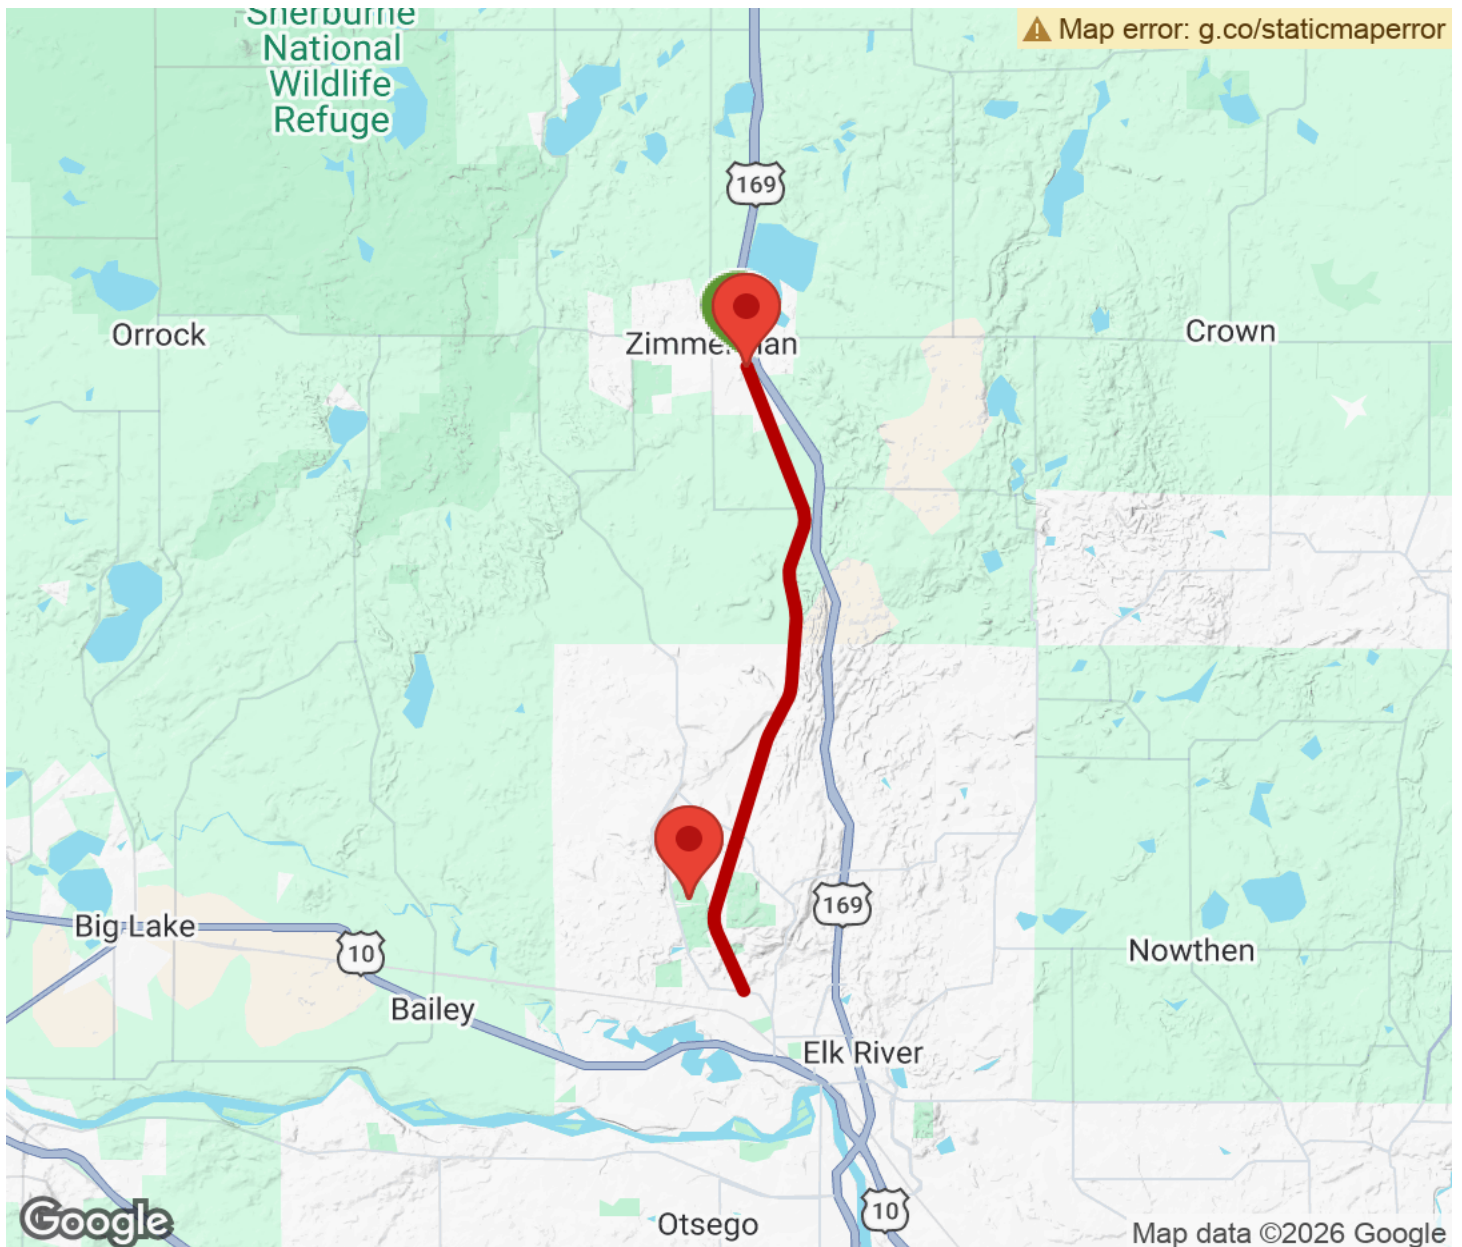 Sherburne
National
Wildlife
Refuge
Map error: g.co/staticmaperror
169
Orrock
Zimmerman
Crown
169
Big Lake
10
Nowthen
Bailey
Elk River
10
Otsego
Google
Map data ©2026 Google